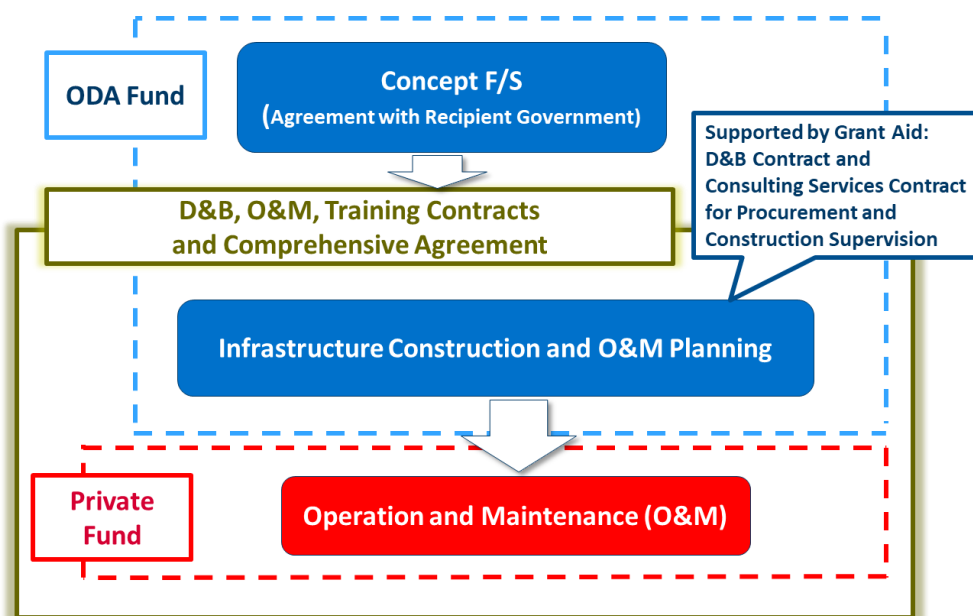 ODA Fund
Concept F/S
(Agreement with Recipient Government)
Supported by Grant Aid:
D&B Contract and
Consulting Services Contract
for Procurement and
Construction Supervision
D&B, O&M, Training Contracts
and Comprehensive Agreement
Infrastructure Construction and O&M Planning
Private
Fund
Operation and Maintenance (O&M)